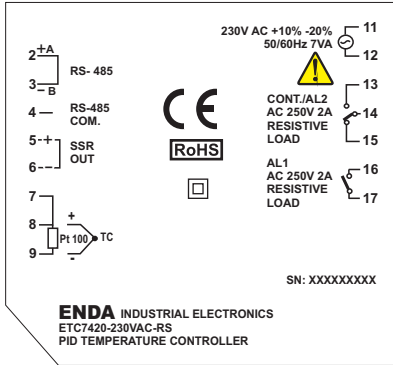 230V AC +10% -20%
50/60Hz 7VA
11
12
2 +A
3 - B
RS- 485
4
RS-485
COM.
5 +
6 -
SSR
OUT
7
8
9
+
Pt 100
-
TC
CE
RoHS
CONT./AL2
AC 250V 2A
RESISTIVE
LOAD
13
14
15
AL1
AC 250V 2A
RESISTIVE
LOAD
16
17
SN: XXXXXXXXX
ENDA INDUSTRIAL ELECTRONICS
ETC7420-230VAC-RS
PID TEMPERATURE CONTROLLER